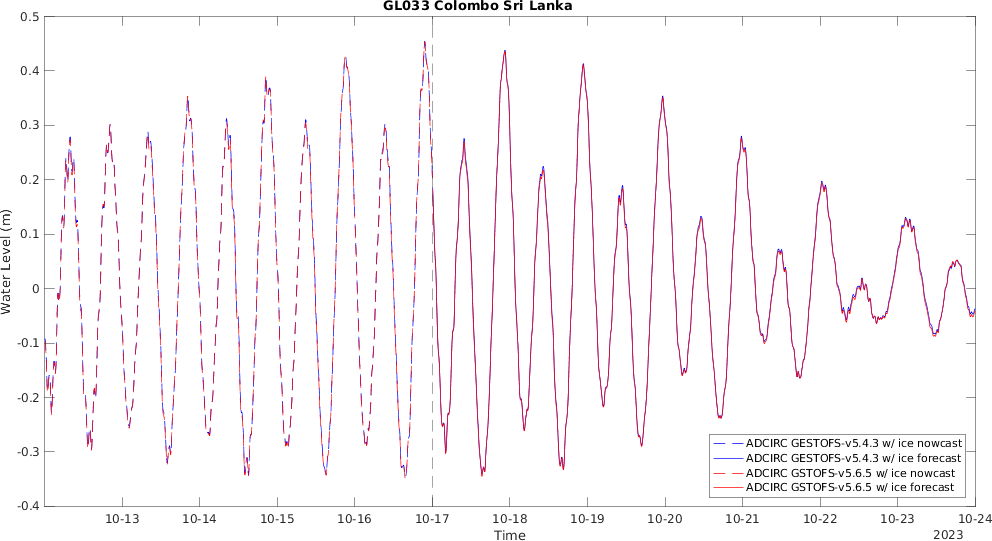 GL033 Colombo Sri Lanka
0.5
0.4
0.3
0.2
0.1
0
-0.1
-0.2
-0.3
-0.4
Water Level (m)
10-13 10-14 10-15 10-16 10-17 10-18 10-19 10-20 10-21 10-22 10-23 10-24
Time
2023
ADCIRC GESTOFS-v5.4.3 w/ ice nowcast
ADCIRC GESTOFS-v5.4.3 w/ ice forecast
ADCIRC GSTOFS-v5.6.5 w/ ice nowcast
ADCIRC GSTOFS-v5.6.5 w/ ice forecast